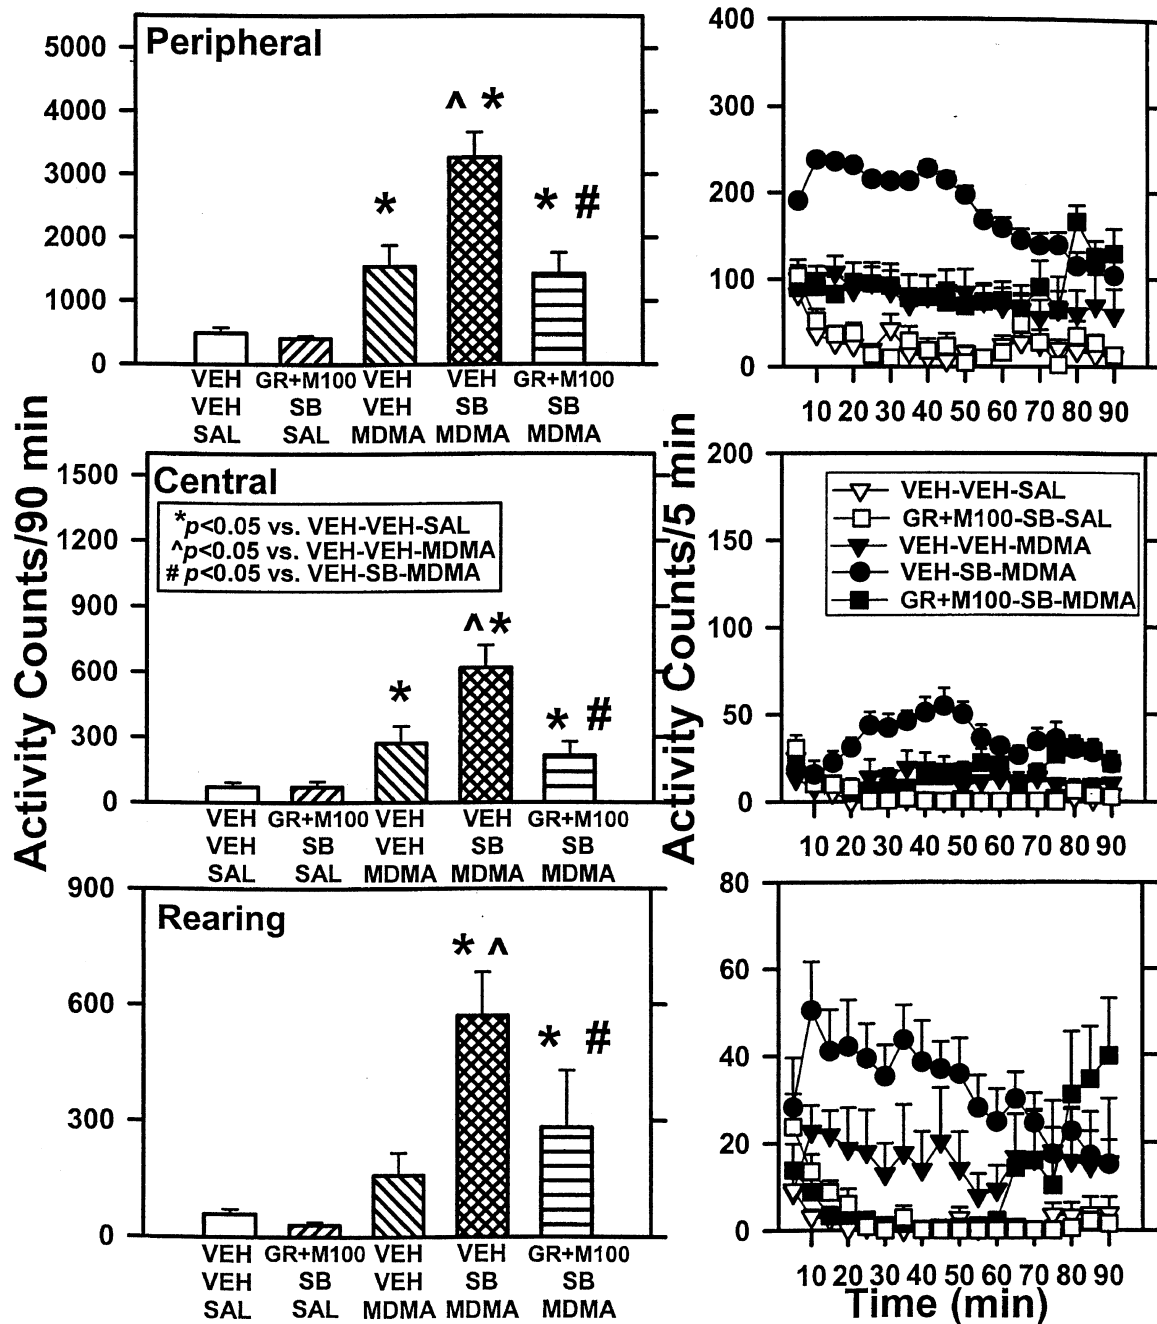 Peripheral
5000
4000
3000
2000
1000
0
^ *
*
* #
VEH GR+M100 VEH VEH GR+M100
VEH SB VEH SB SB
SAL SAL MDMA MDMA MDMA
400
300
200
100
0
10 20 30 40 50 60 70 80 90
Activity Counts/90 min
Central
1500
1200
900
600
300
0
*p<0.05 vs. VEH-VEH-SAL
^p<0.05 vs. VEH-VEH-MDMA
# p<0.05 vs. VEH-SB-MDMA
^*
*
* #
VEH GR+M100 VEH VEH GR+M100
VEH SB VEH SB SB
SAL SAL MDMA MDMA MDMA
Activity Counts/5 min
200
150
100
50
0
VEH-VEH-SAL
GR+M100-SB-SAL
VEH-VEH-MDMA
VEH-SB-MDMA
GR+M100-SB-MDMA
10 20 30 40 50 60 70 80 90
Rearing
900
600
300
0
* ^
* #
VEH GR+M100 VEH VEH GR+M100
VEH SB VEH SB SB
SAL SAL MDMA MDMA MDMA
80
60
40
20
0
10 20 30 40 50 60 70 80 90
Time (min)